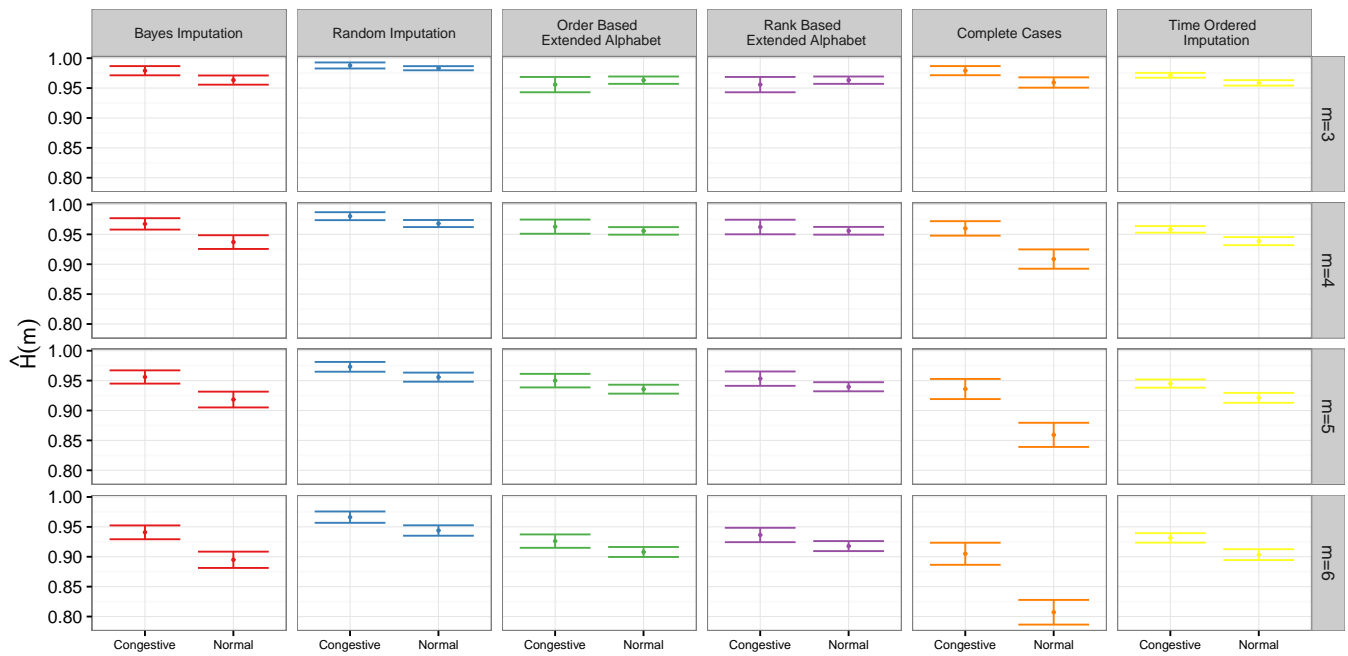 Bayes Imputation
Random Imputation
Order Based
Extended Alphabet
Rank Based
Extended Alphabet
Complete Cases
Time Ordered
Imputation
Ĥ(m)
1.00
0.95
0.90
0.85
0.80
m=3
1.00
0.95
0.90
0.85
0.80
m=4
1.00
0.95
0.90
0.85
0.80
m=5
1.00
0.95
0.90
0.85
0.80
m=6
Congestive Normal Congestive Normal Congestive Normal Congestive Normal Congestive Normal Congestive Normal